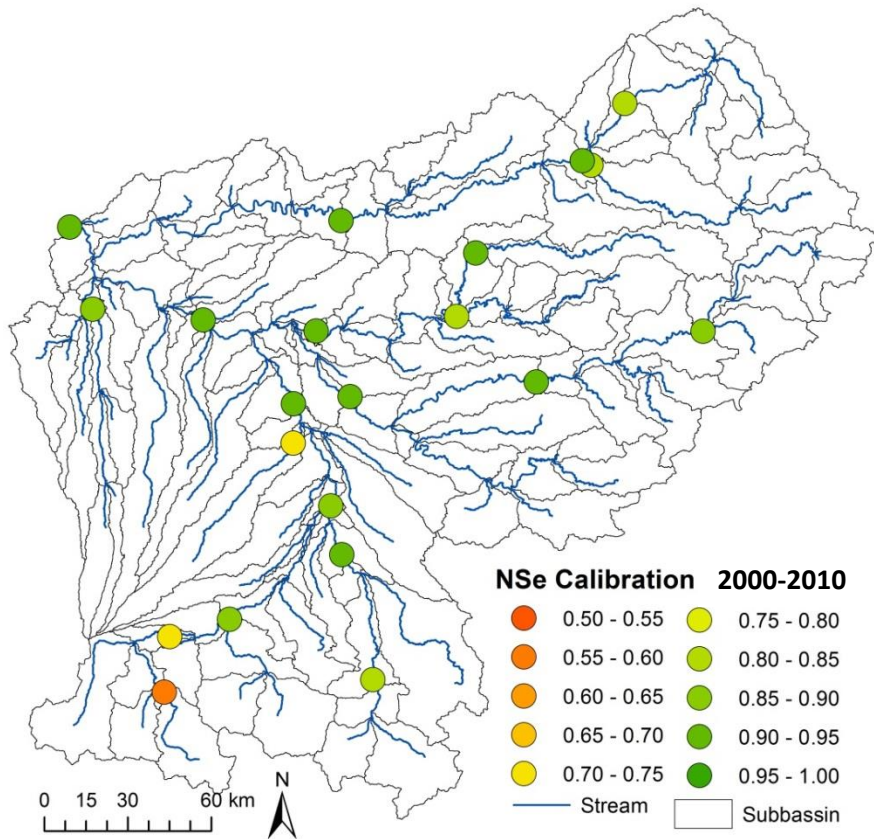 NSe Calibration 2000-2010
0.50 - 0.55 0.75 - 0.80
0.55 - 0.60 0.80 - 0.85
0.60 - 0.65 0.85 - 0.90
0.65 - 0.70 0.90 - 0.95
0.70 - 0.75 0.95 - 1.00
Stream Subbassin
N
0 15 30 60 km